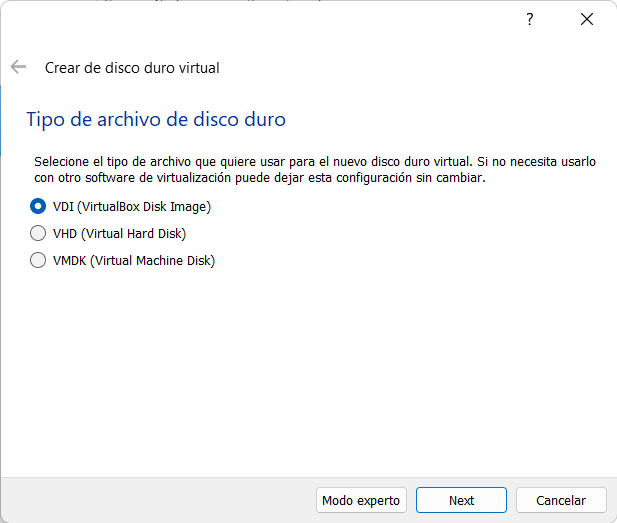 ?
Crear de disco duro virtual
Tipo de archivo de disco duro
Selecione el tipo de archivo que quiere usar para el nuevo disco duro virtual. Si no necesita usarlo
con otro software de virtualización puede dejar esta configuración sin cambiar.
VDI (VirtualBox Disk Image)
VHD (Virtual Hard Disk)
VMDK (Virtual Machine Disk)
Modo experto Next Cancelar